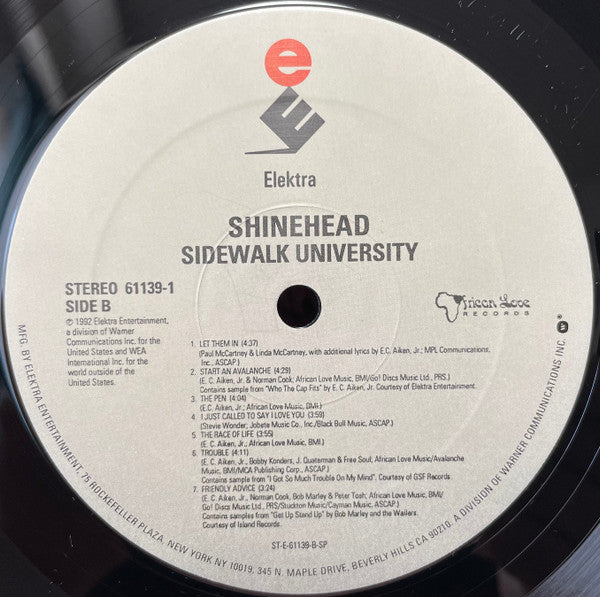 e
E
Elektra
SHINEHEAD
SIDEWALK UNIVERSITY
STEREO 61139-1
SIDE B
℗ 1992 Elektra Entertainment,
a division of Warner
Communications Inc. for the
United States and WEA
International Inc. for the
world outside of the
United States.
African Love
RECORDS
1. LET THEM IN (4:37)
(Paul McCartney & Linda McCartney, with additional lyrics by E.C. Aiken, Jr.; MPL Communications,
Inc., ASCAP.)
2. START AN AVALANCHE (4:29)
(E. C. Aiken, Jr. & Norman Cook; African Love Music, BMI/Go! Discs Music Ltd., PRS.)
Contains sample from "Who The Cap Fits" by E. C. Aiken, Jr. Courtesy of Elektra Entertainment.
3. THE PEN (4:04)
(E.C. Aiken, Jr.; African Love Music, BMI.)
4. I JUST CALLED TO SAY I LOVE YOU (3:59)
(Stevie Wonder; Jobete Music Co., Inc/Black Bull Music, ASCAP.)
5. THE RACE OF LIFE (3:55)
(E. C. Aiken, Jr., African Love Music, BMI.)
6. TROUBLE (4:11)
(E. C. Aiken, Jr., Bobby Konders, J. Quaterman & Free Soul; African Love Music/Avalanche
Music, BMI/MCA Publishing Corp., ASCAP.)
Contains sample from "I Got So Much Trouble On My Mind". Courtesy of GSF Records.
7. FRIENDLY ADVICE (3:24)
(E. C. Aiken, Jr., Norman Cook, Bob Marley & Peter Tosh; African Love Music, BMI/
Go! Discs Music Ltd., PRS/Stuckton Music/Cayman Music, ASCAP.)
Contains samples from "Get Up Stand Up" by Bob Marley and the Wailers.
Courtesy of Island Records.
ST-E-61139-B-SP
MFG. BY ELEKTRA ENTERTAINMENT, 75 ROCKEFELLER PLAZA, NEW YORK NY 10019, 345 N. MAPLE DRIVE, BEVERLY HILLS CA 90210. A DIVISION OF WARNER COMMUNICATIONS INC. W ®